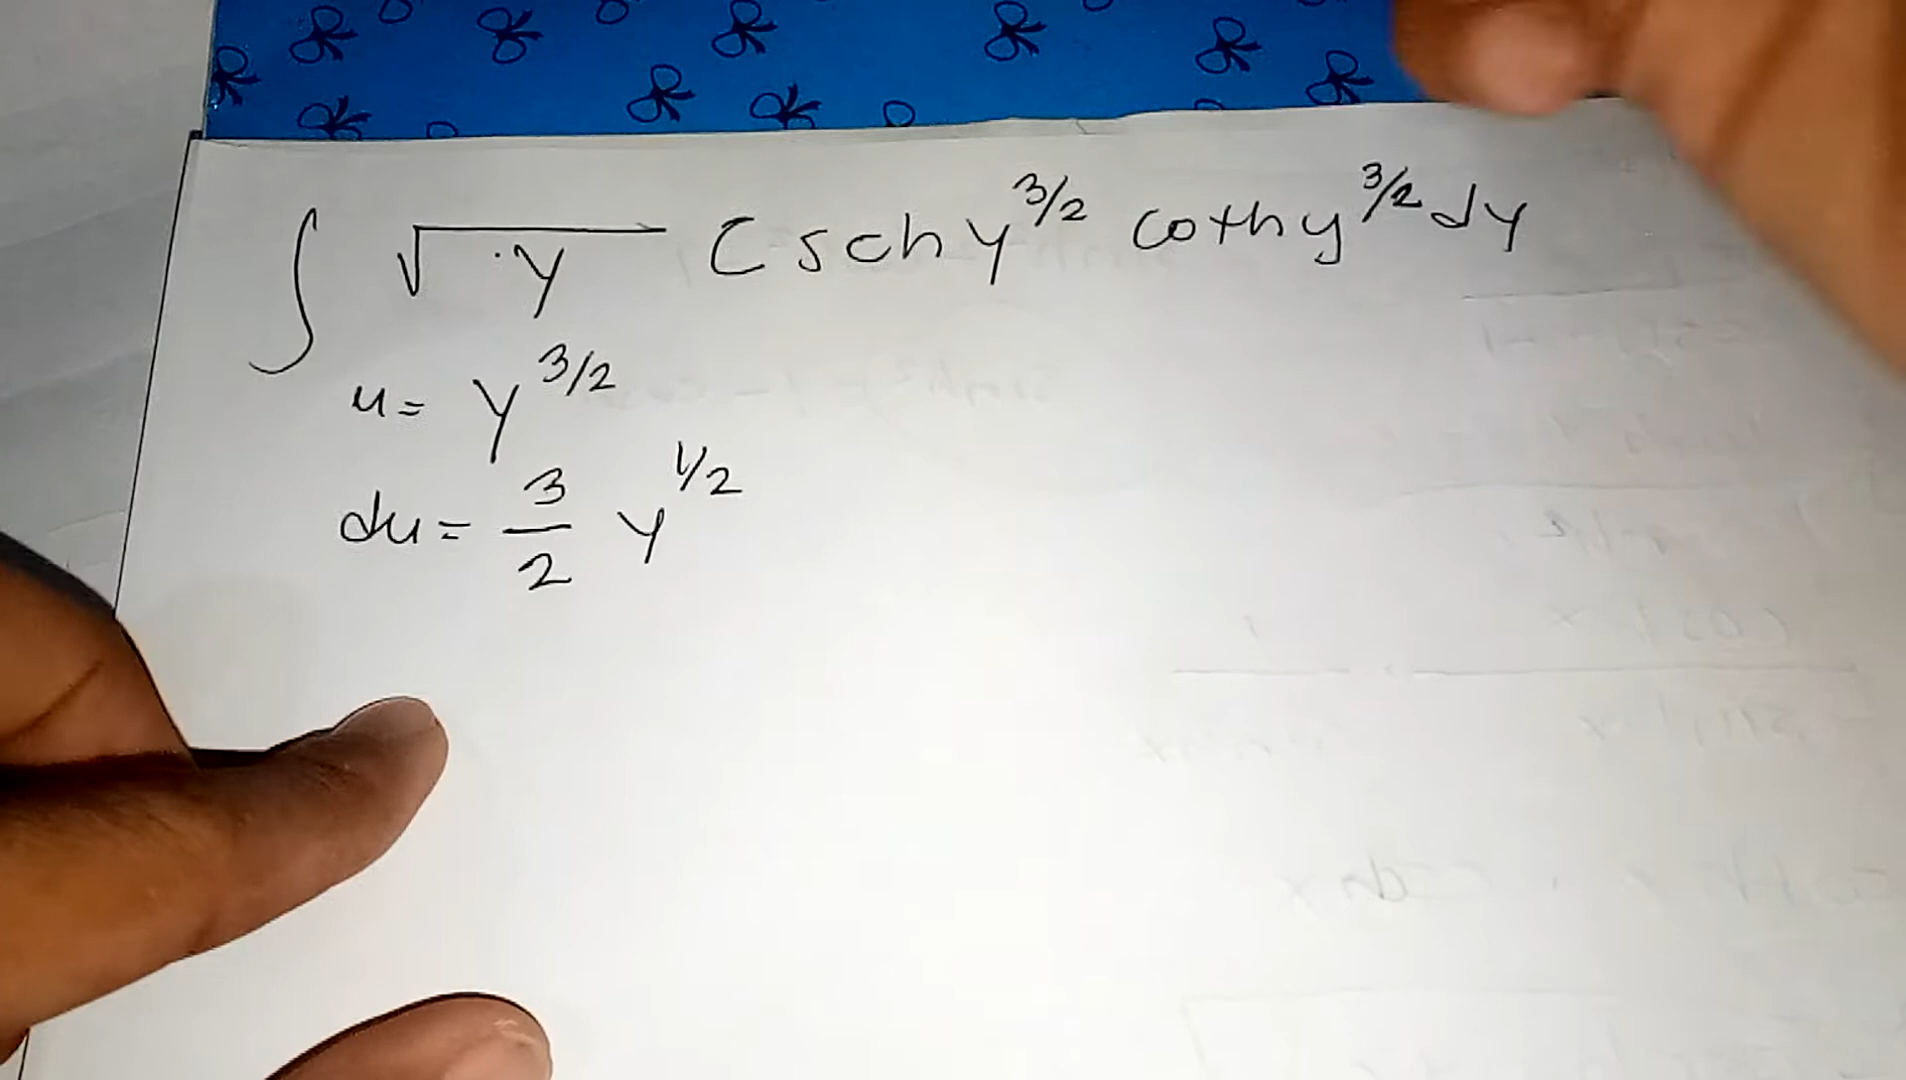 ∫ √y Csch y^3/2 coth y^3/2 dy
u = y^3/2
du = 3/2 y^1/2